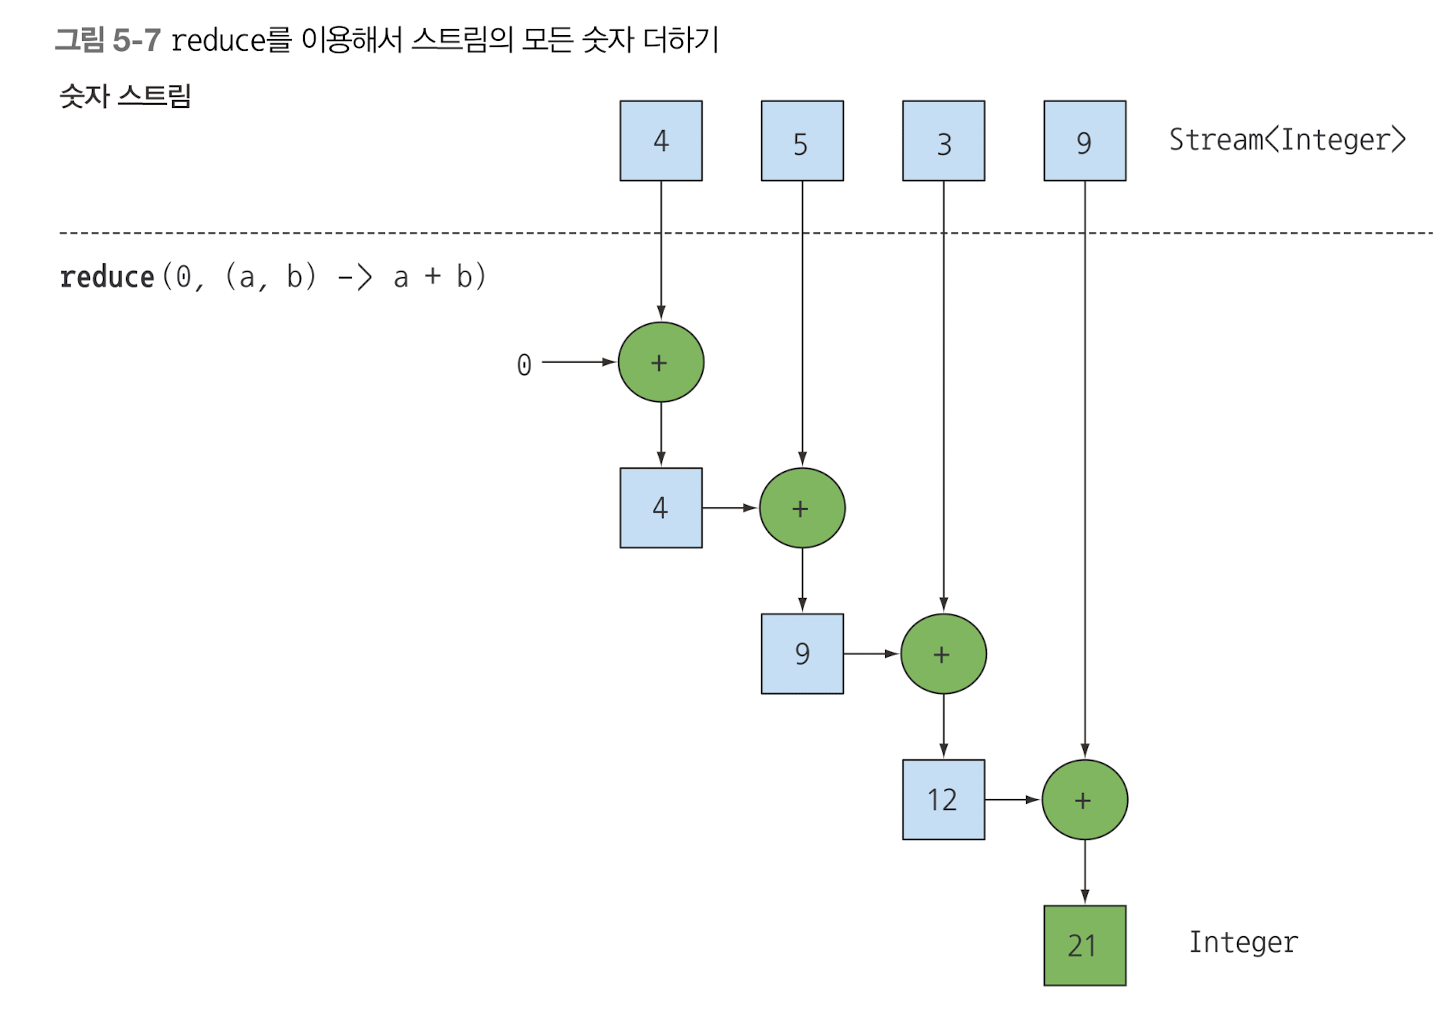 그림 5-7 reduce를 이용해서 스트림의 모든 숫자 더하기
숫자 스트림
4 5 3 9 Stream<Integer>
reduce(0, (a, b) -> a + b)
0 +
4 +
9 +
12 +
21 Integer